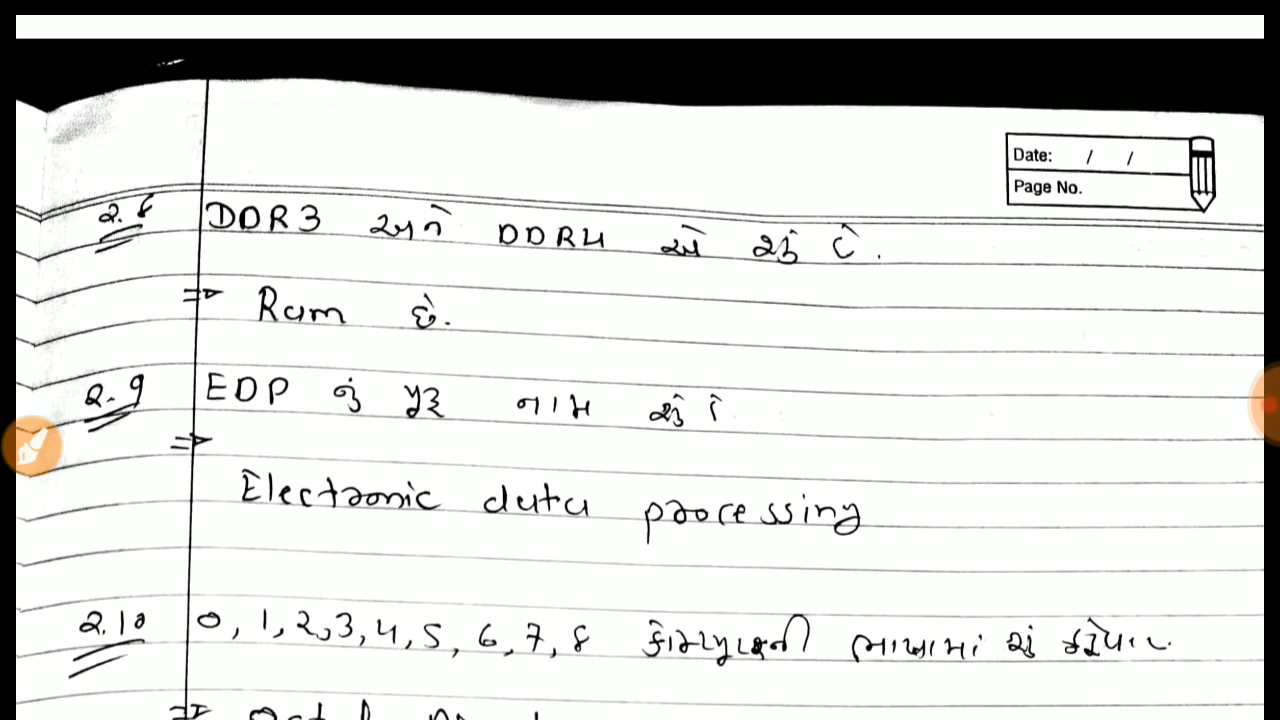 Date: / /
Page No.
2.8 DDR3 અને DDR4 એ શું છે.
⇒ Ram છે.
2.9 EDP નું પુરૂ નામ શું ?
⇒
Electronic data processing
2.10 0, 1, 2, 3, 4, 5, 6, 7, 8 કોમ્પ્યુટરની ભાષામાં શું કહેવાય